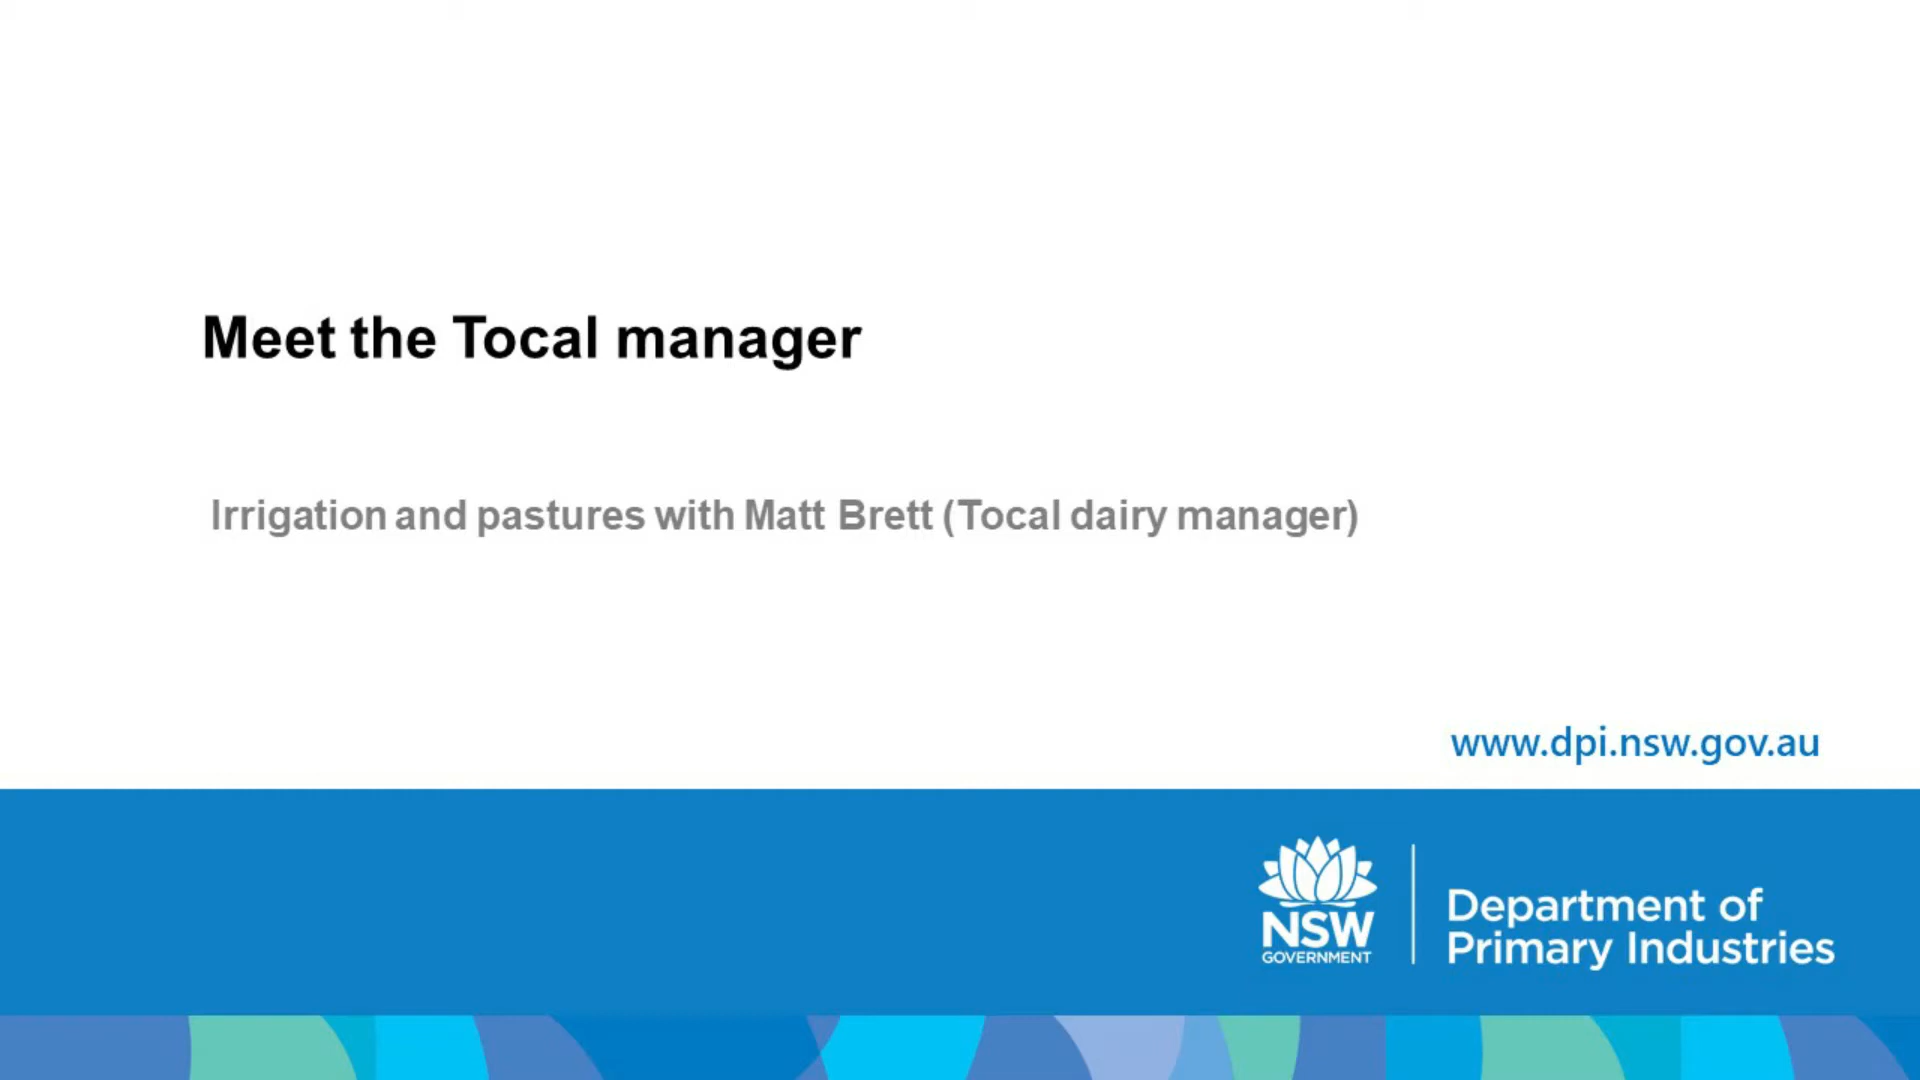 Meet the Tocal manager
Irrigation and pastures with Matt Brett (Tocal dairy manager)
www.dpi.nsw.gov.au
NSW
GOVERNMENT
Department of
Primary Industries